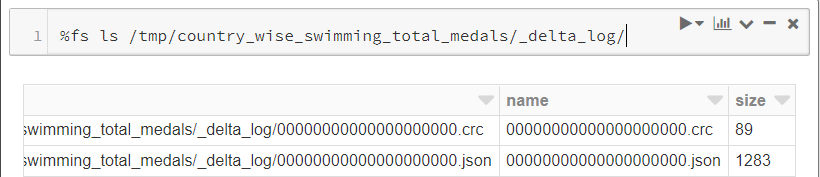 1 %fs ls /tmp/country_wise_swimming_total_medals/_delta_log/
name size
swimming_total_medals/_delta_log/00000000000000000000.crc 00000000000000000000.crc 89
swimming_total_medals/_delta_log/00000000000000000000.json 00000000000000000000.json 1283